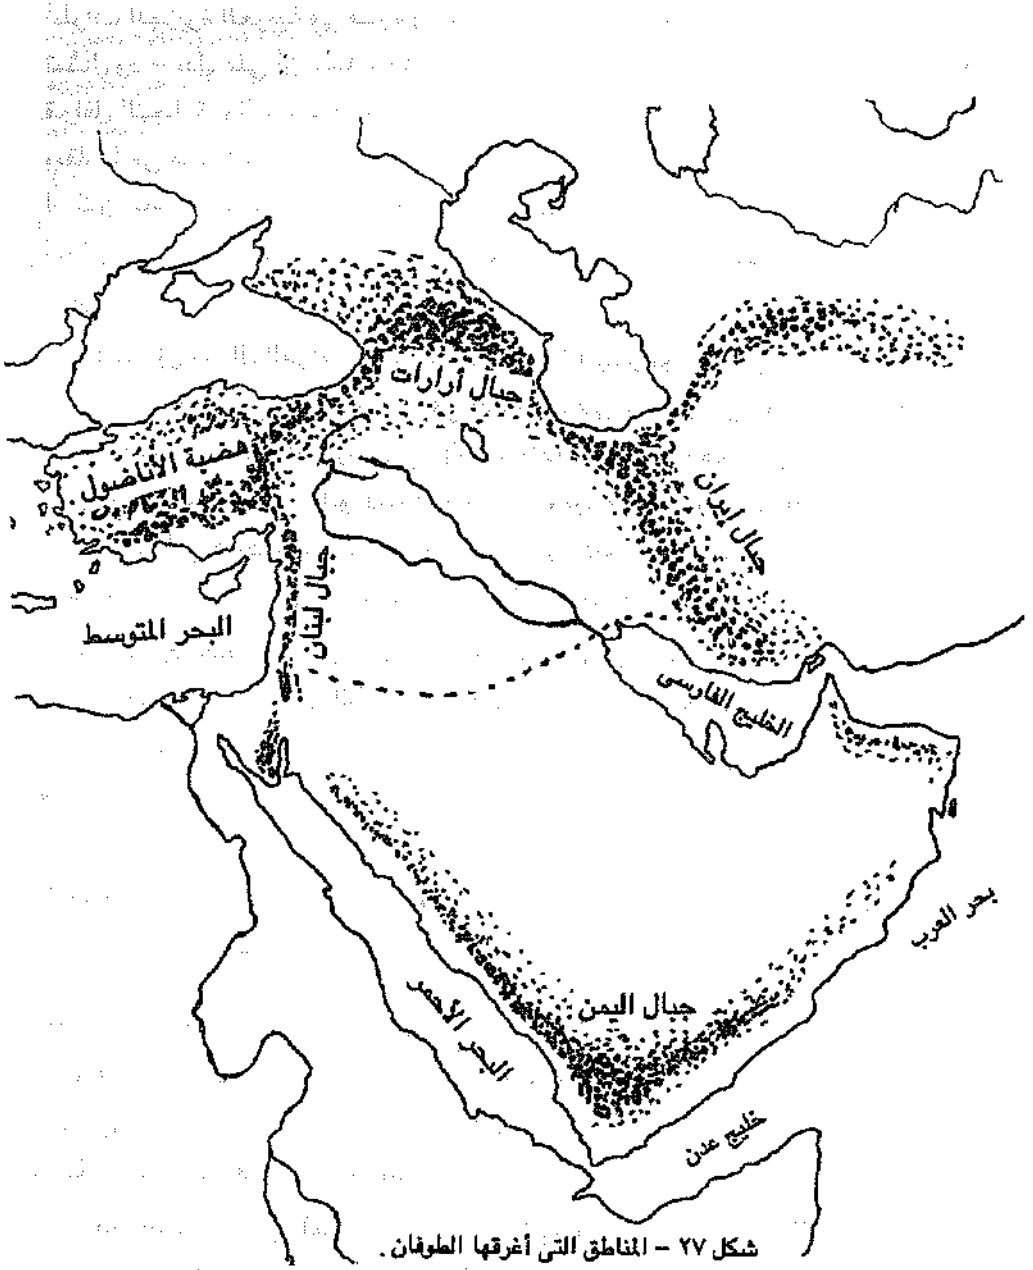 جبال أرارات
هضبة الأناضول
جبال إيران
جبال لبنان
البحر المتوسط
الخليج الفارسى
بحر العرب
جبال اليمن
البحر الأحمر
خليج عدن
شكل ٢٧ - المناطق التى أغرقها الطوفان .